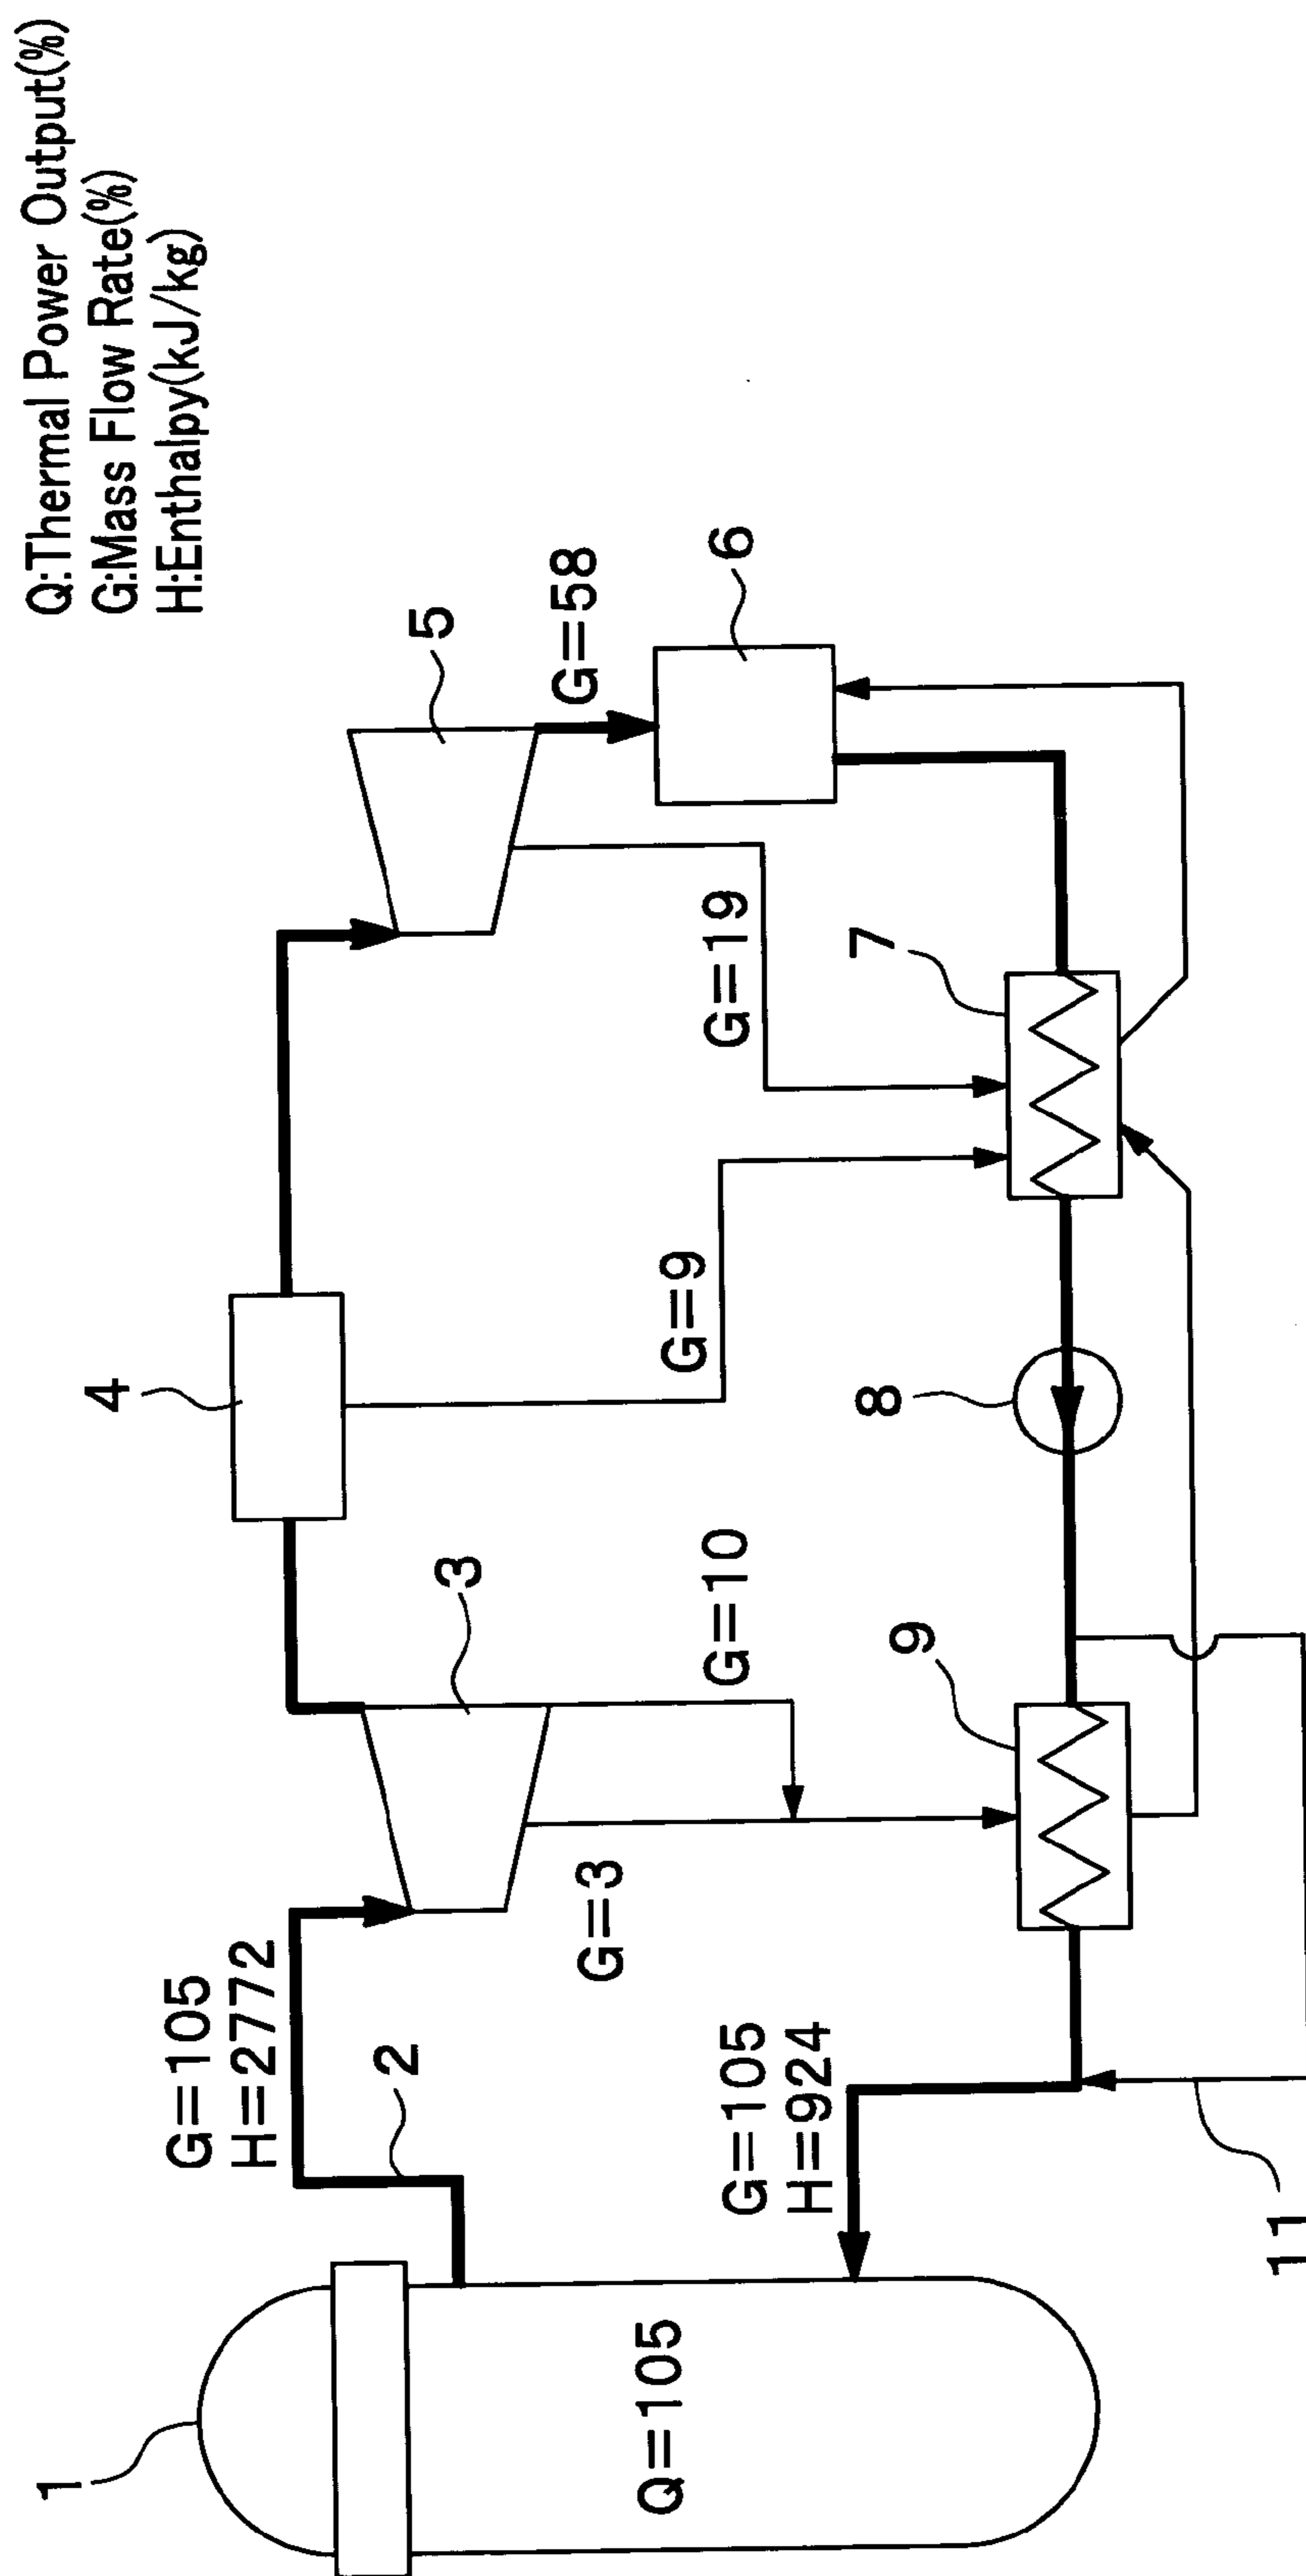 Q:Thermal Power Output(%)
G:Mass Flow Rate(%)
H:Enthalpy(kJ/kg)
1
Q=105
2
G=105
H=2772
3
G=3
G=10
4
G=9
5
G=19
G=58
6
7
8
9
G=105
H=924
11